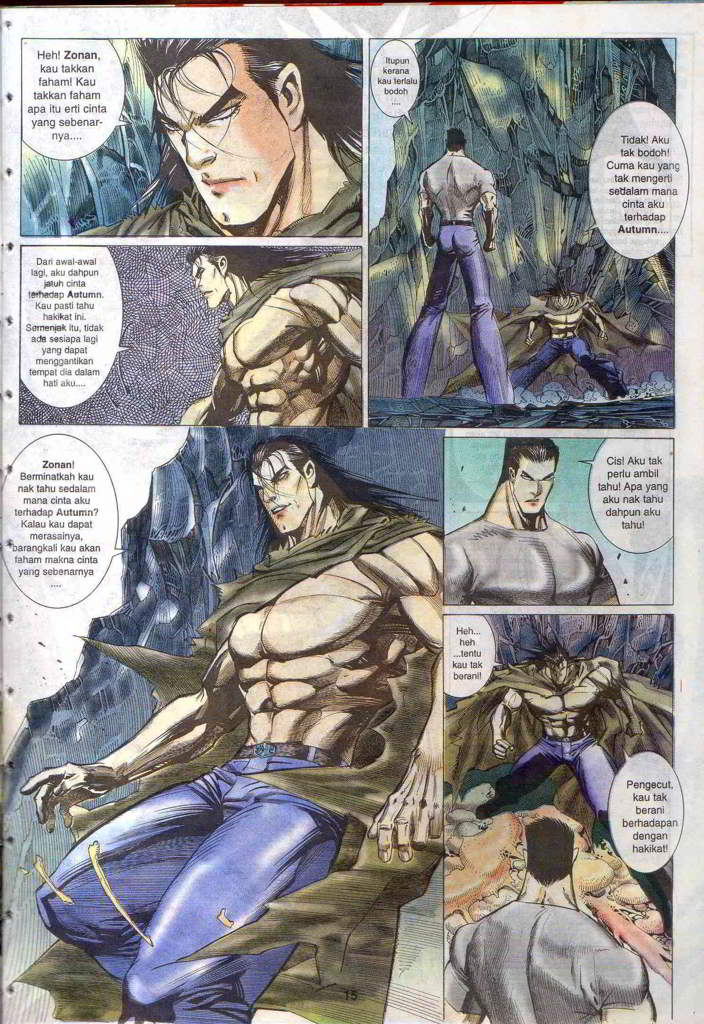 Heh! Zonan,
kau takkan
faham! Kau
takkan faham
apa itu erti cinta
yang sebenar-
nya....
Itupun
kerana
kau terlalu
bodoh
....
Tidak! Aku
tak bodoh!
Cuma kau yang
tak mengerti
sedalam mana
cinta aku
terhadap
Autumn....
Dari awal-awal
lagi, aku dahpun
jatuh cinta
terhadap Autumn.
Kau pasti tahu
hakikat ini.
Semenjak itu, tidak
ada sesiapa lagi
yang dapat
menggantikan
tempat dia dalam
hati aku....
Zonan!
Berminatkah kau
nak tahu sedalam
mana cinta aku
terhadap Autumn?
Kalau kau dapat
merasainya,
barangkali kau akan
faham makna cinta
yang sebenarnya
....
Cis! Aku tak
perlu ambil
tahu! Apa yang
aku nak tahu
dahpun aku
tahu!
Heh...
heh
...tentu
kau tak
berani!
Pengecut,
kau tak
berani
berhadapan
dengan
hakikat!
15